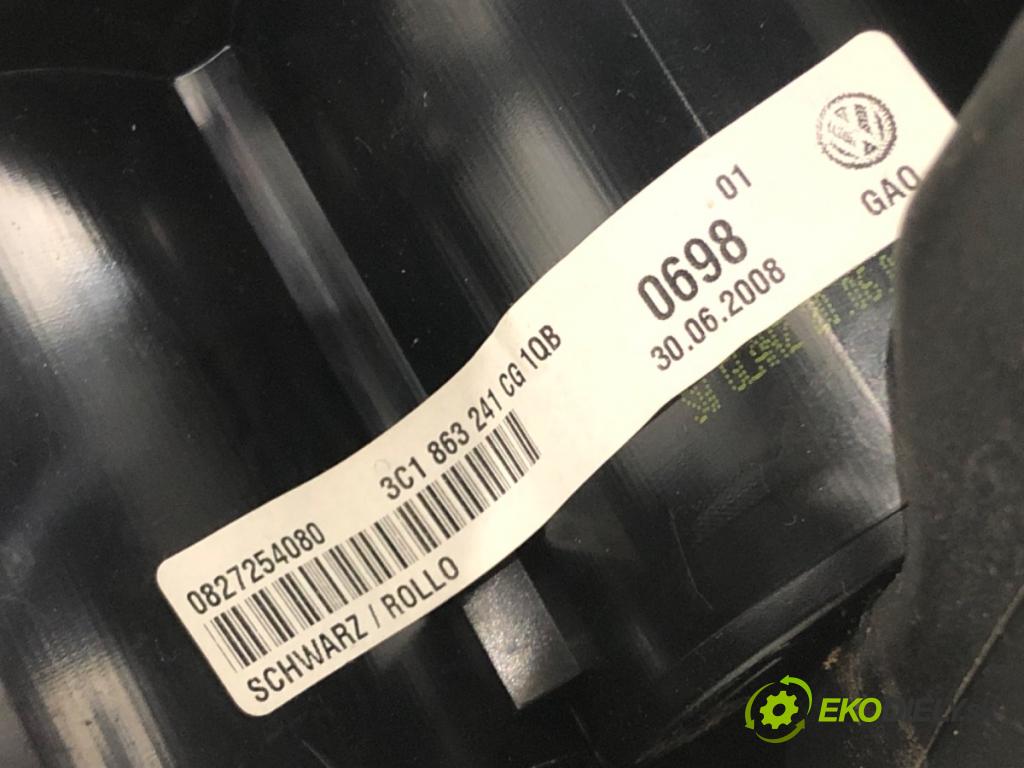 01
0698
30.06.2008
GAO
3C1 863 241 CG 1QB
0827254080
SCHWARZ / ROLLO
EKODIELY